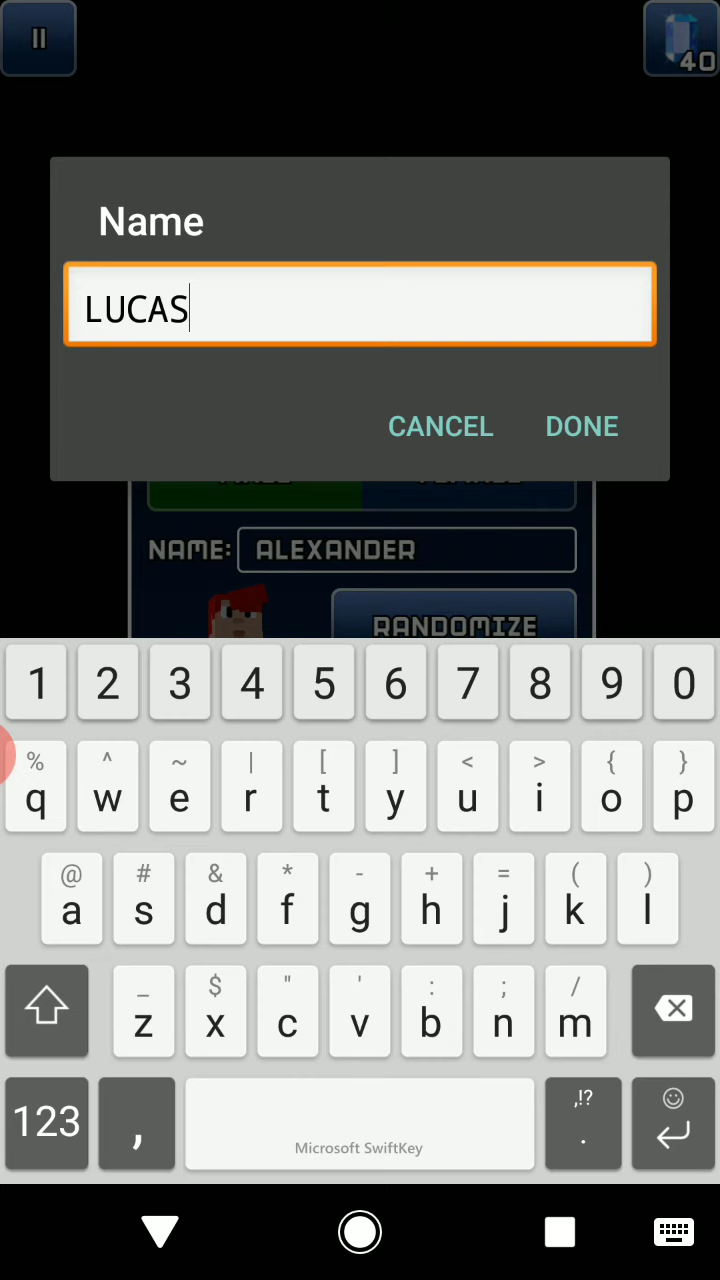 40
Name
LUCAS
CANCEL DONE
NAME: ALEXANDER
RANDOMIZE
1 2 3 4 5 6 7 8 9 0
% ^ ~ | [ ] < > { }
q w e r t y u i o p
@ # & * - + = ( )
a s d f g h j k l
_ $ " ' : ; /
z x c v b n m
123 , ,!? .
Microsoft SwiftKey